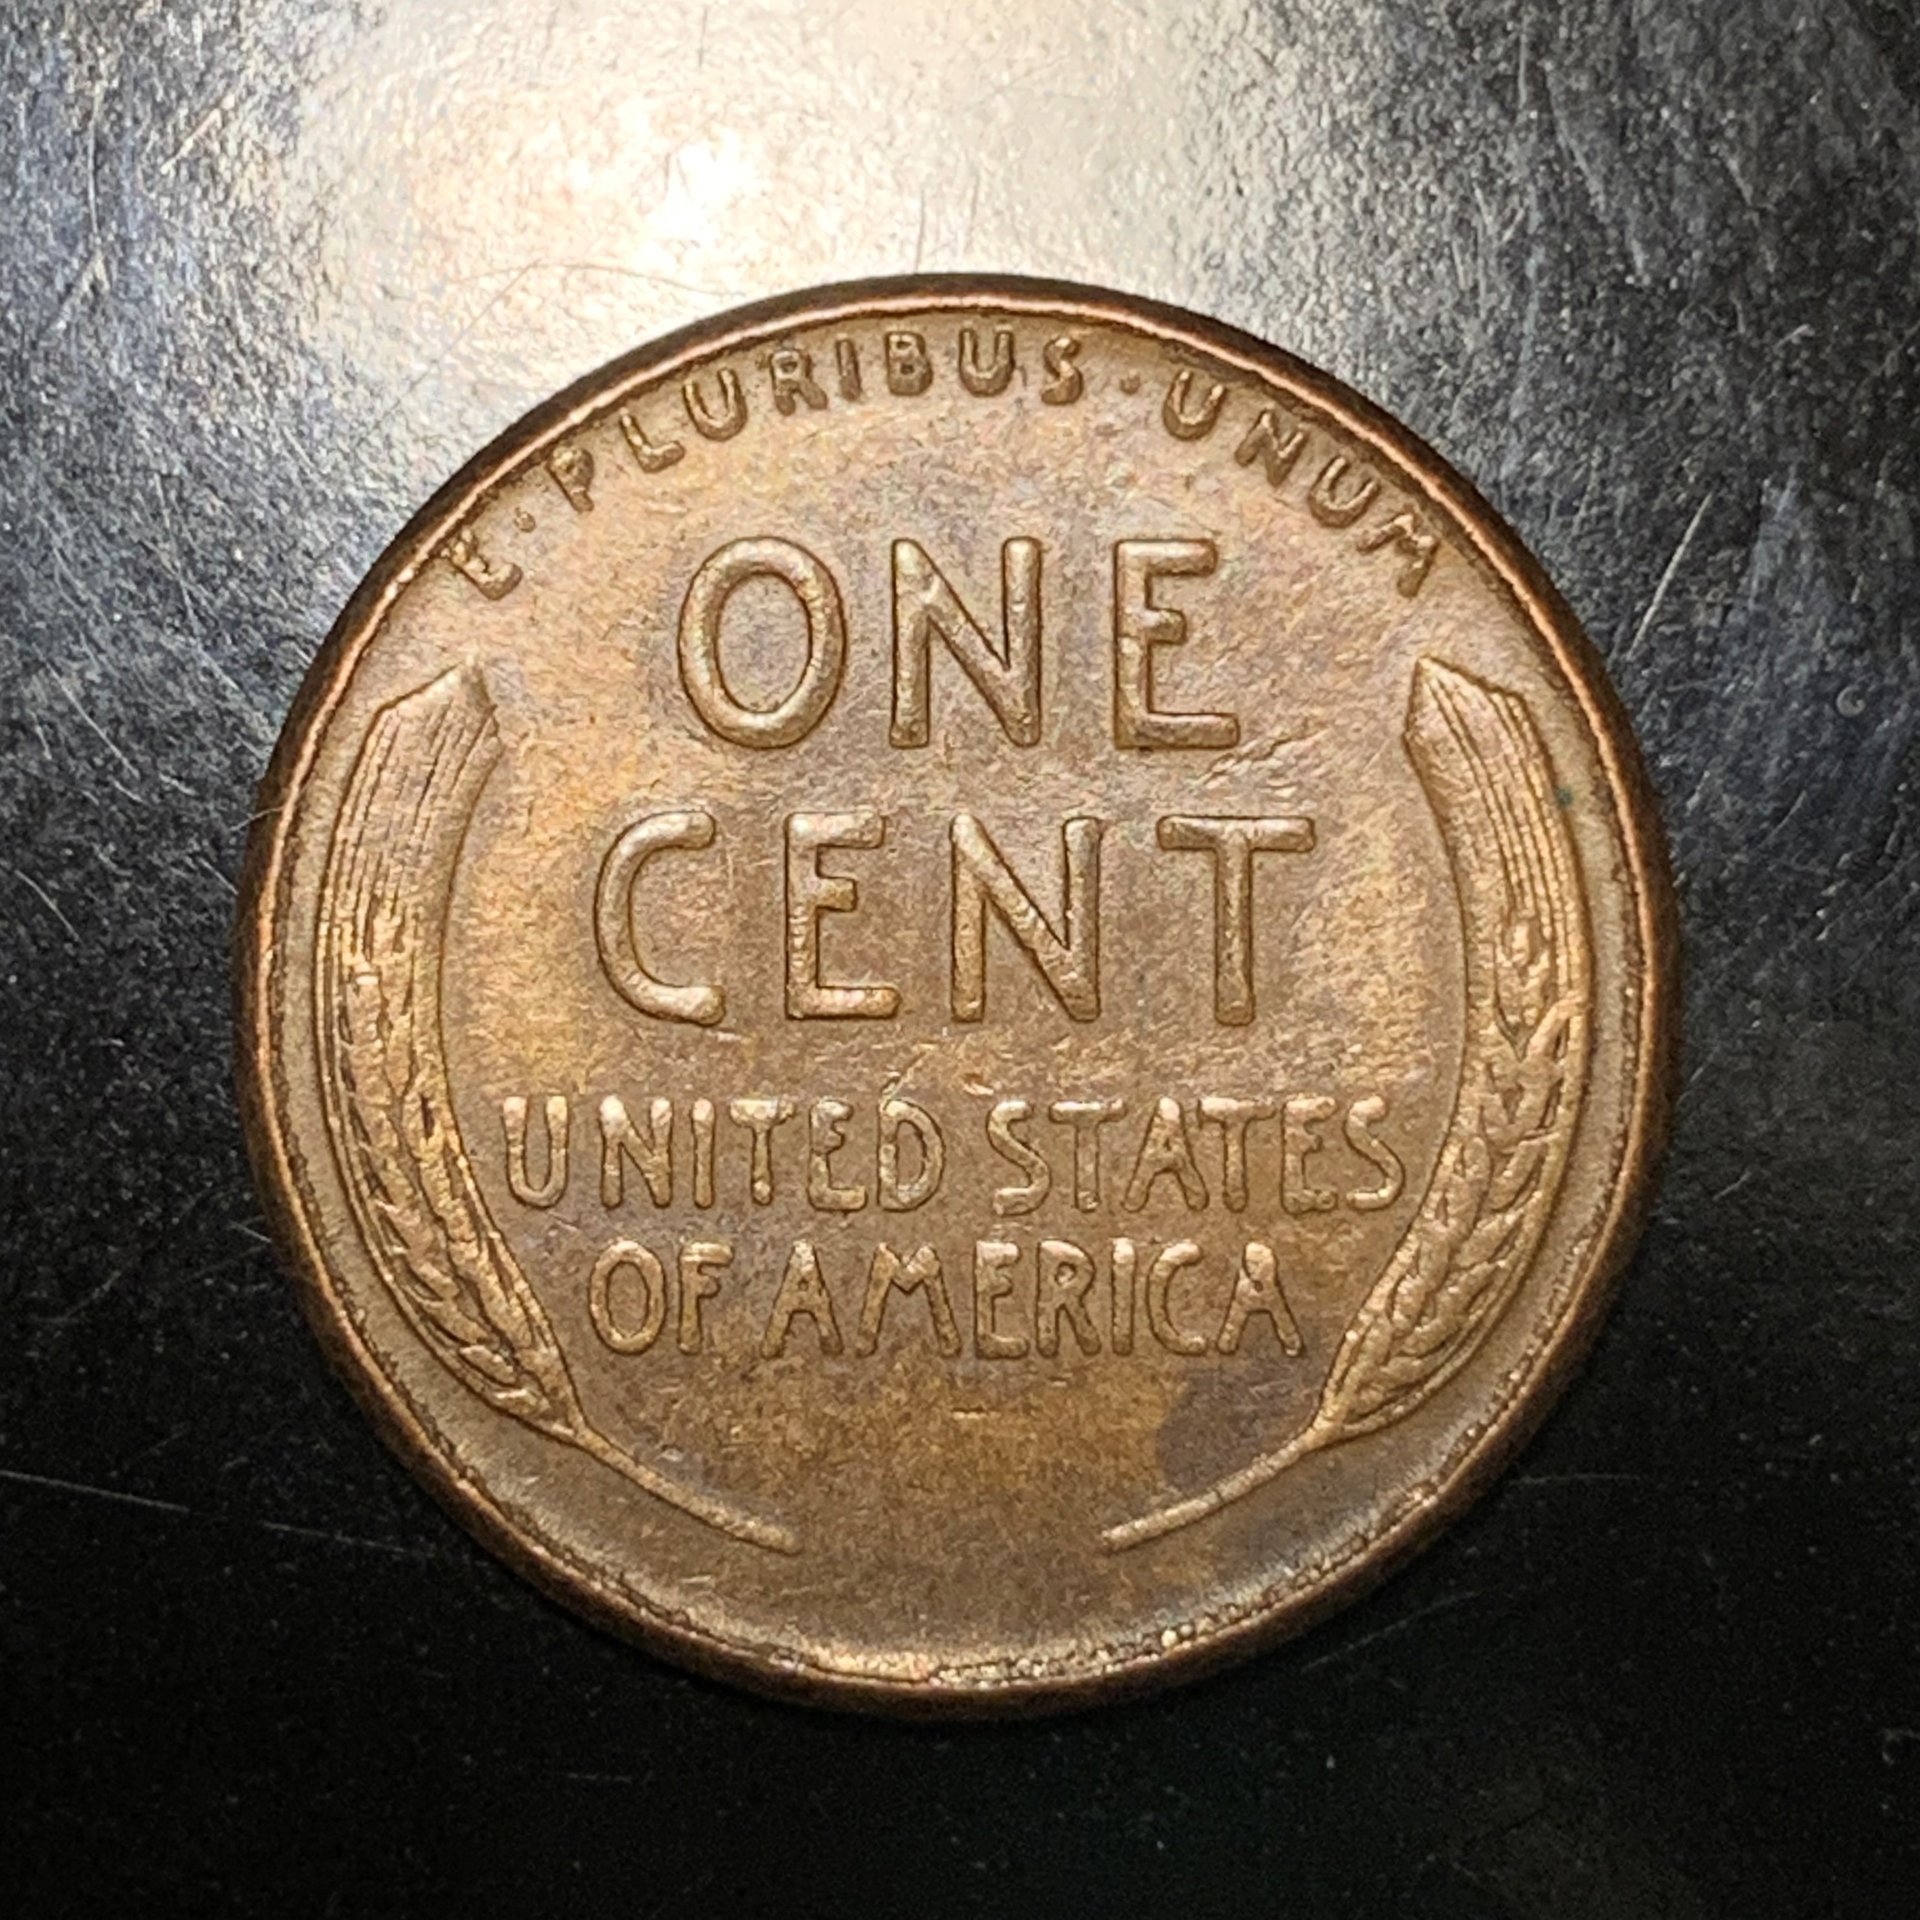 E·PLURIBUS·UNUM
ONE
CENT
UNITED STATES
OF AMERICA